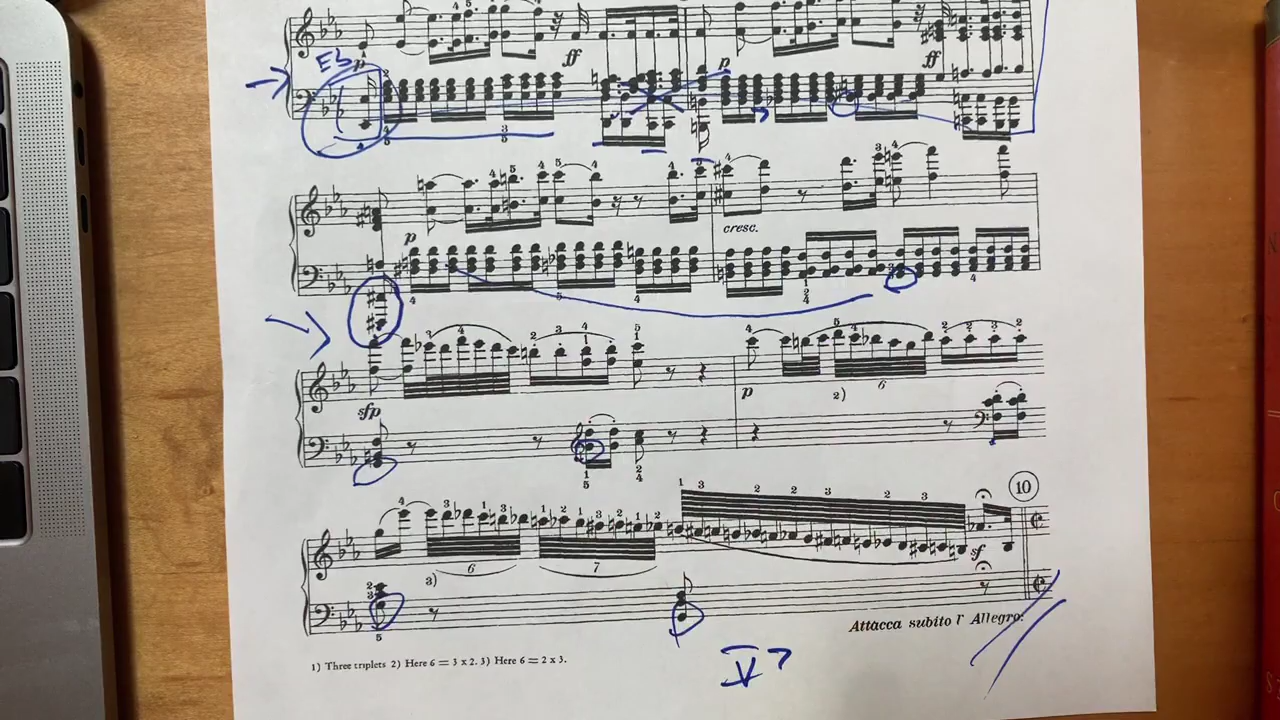 Eb
p
ff
p
ff
p
cresc.
sfp
p
2)
6
10
3)
6
7
sf
Attacca subito l' Allegro.
1) Three triplets 2) Here 6 = 3 x 2. 3) Here 6 = 2 x 3.
V7